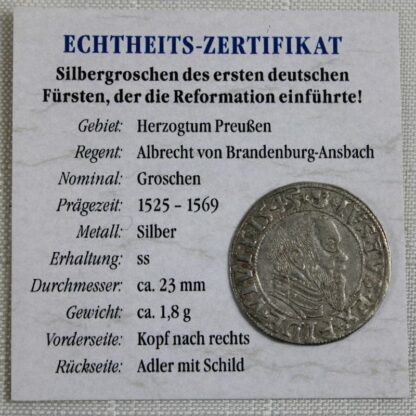 ECHTHEITS-ZERTIFIKAT
Silbergroschen des ersten deutschen
Fürsten, der die Reformation einführte!
Gebiet: Herzogtum Preußen
Regent: Albrecht von Brandenburg-Ansbach
Nominal: Groschen
Prägezeit: 1525 – 1569
Metall: Silber
Erhaltung: ss
Durchmesser: ca. 23 mm
Gewicht: ca. 1,8 g
Vorderseite: Kopf nach rechts
Rückseite: Adler mit Schild